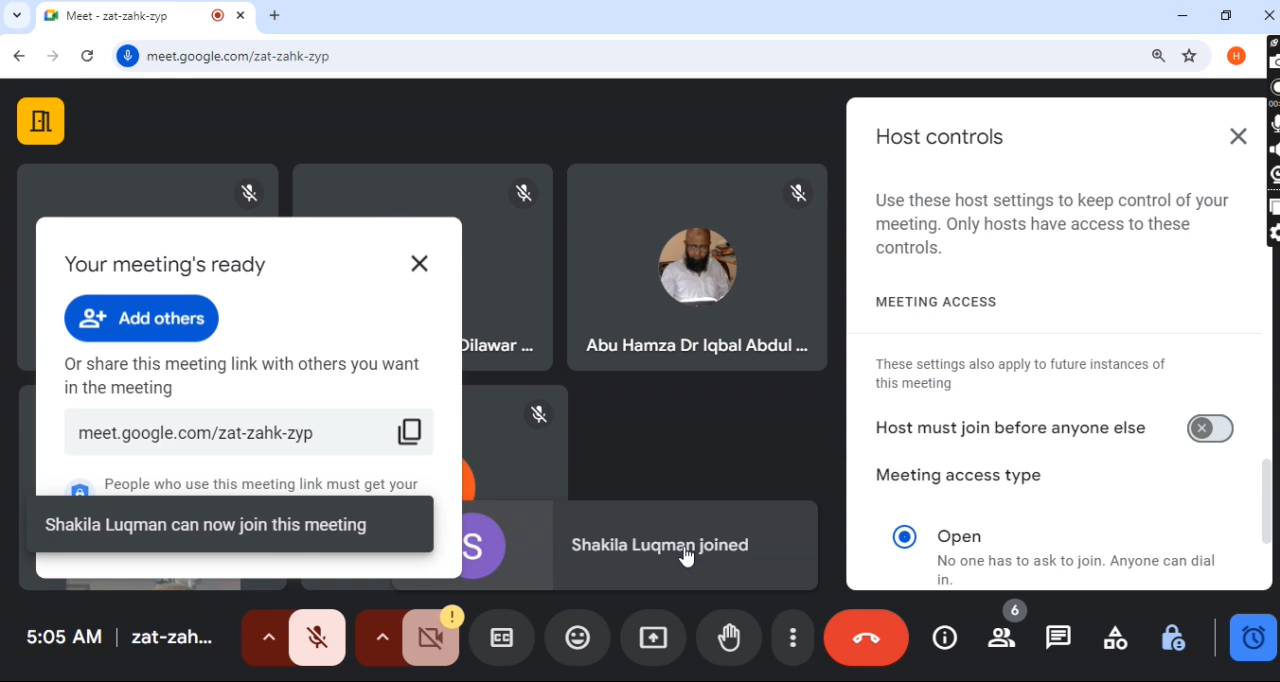 Meet - zat-zahk-zyp
meet.google.com/zat-zahk-zyp
H
Your meeting's ready
Add others
Or share this meeting link with others you want
in the meeting
meet.google.com/zat-zahk-zyp
People who use this meeting link must get your
Shakila Luqman can now join this meeting
Dilawar ...
Abu Hamza Dr Iqbal Abdul ...
S
Shakila Luqman joined
Host controls
Use these host settings to keep control of your
meeting. Only hosts have access to these
controls.
MEETING ACCESS
These settings also apply to future instances of
this meeting
Host must join before anyone else
Meeting access type
Open
No one has to ask to join. Anyone can dial
in.
5:05 AM | zat-zah...
!
CC
6